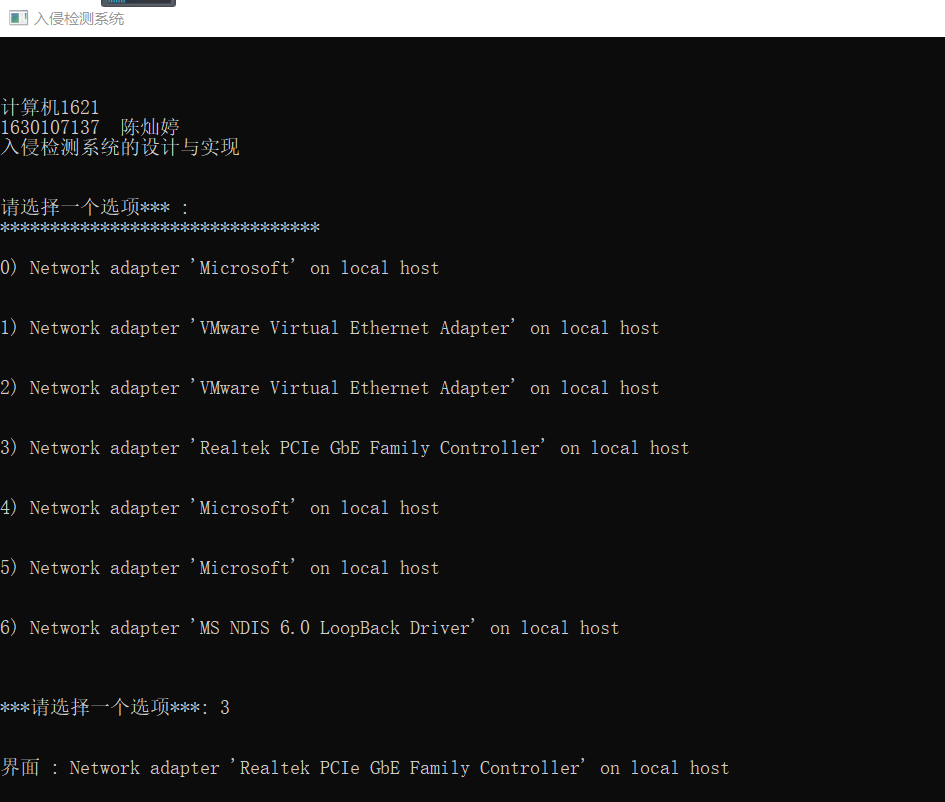 入侵检测系统
计算机1621
1630107137  陈灿婷
入侵检测系统的设计与实现
请选择一个选项*** :
********************************
0) Network adapter 'Microsoft' on local host
1) Network adapter 'VMware Virtual Ethernet Adapter' on local host
2) Network adapter 'VMware Virtual Ethernet Adapter' on local host
3) Network adapter 'Realtek PCIe GbE Family Controller' on local host
4) Network adapter 'Microsoft' on local host
5) Network adapter 'Microsoft' on local host
6) Network adapter 'MS NDIS 6.0 LoopBack Driver' on local host
***请选择一个选项***: 3
界面 : Network adapter 'Realtek PCIe GbE Family Controller' on local host